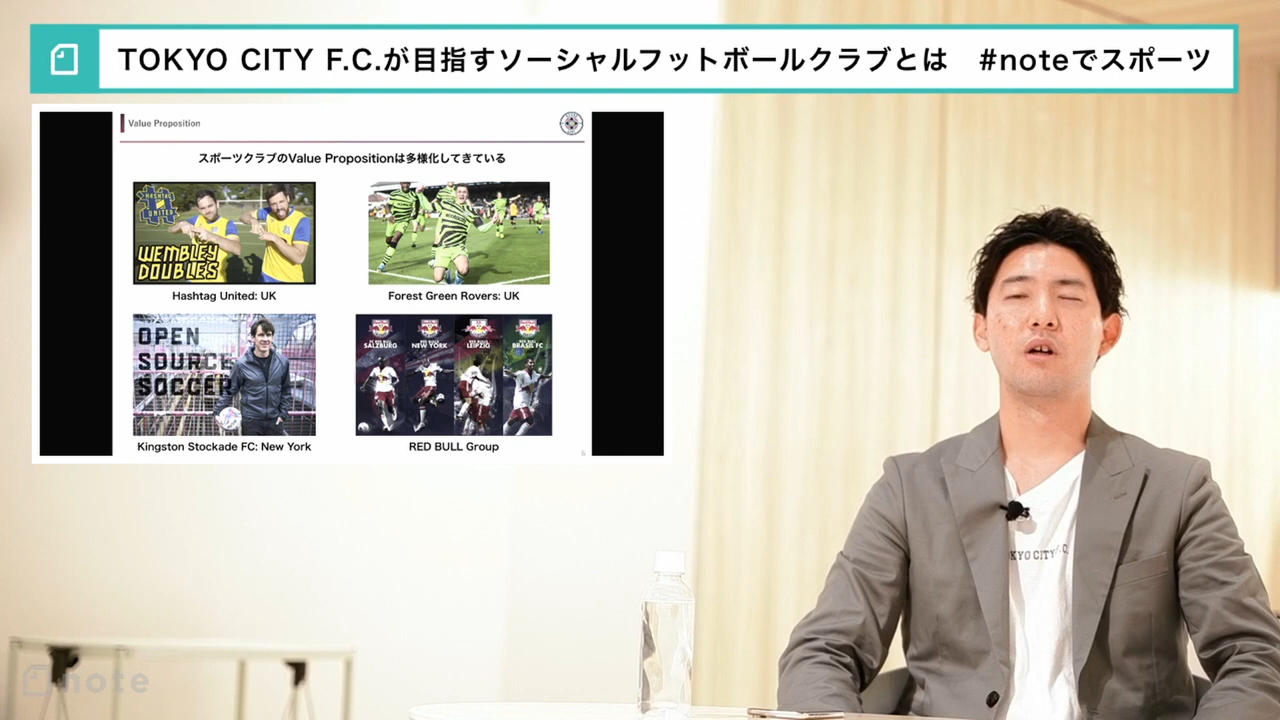 TOKYO CITY F.C.が目指すソーシャルフットボールクラブとは #noteでスポーツ
Value Proposition
スポーツクラブのValue Propositionは多様化してきている
HASHTAG
UNITED
WEMBLEY
DOUBLES
Hashtag United: UK
Forest Green Rovers: UK
OPEN
SOURCE
SOCCER
SALZBURG
NEW YORK
LEIPZIG
BRASIL FC
Kingston Stockade FC: New York
RED BULL Group
KYO CITY F.C.
note